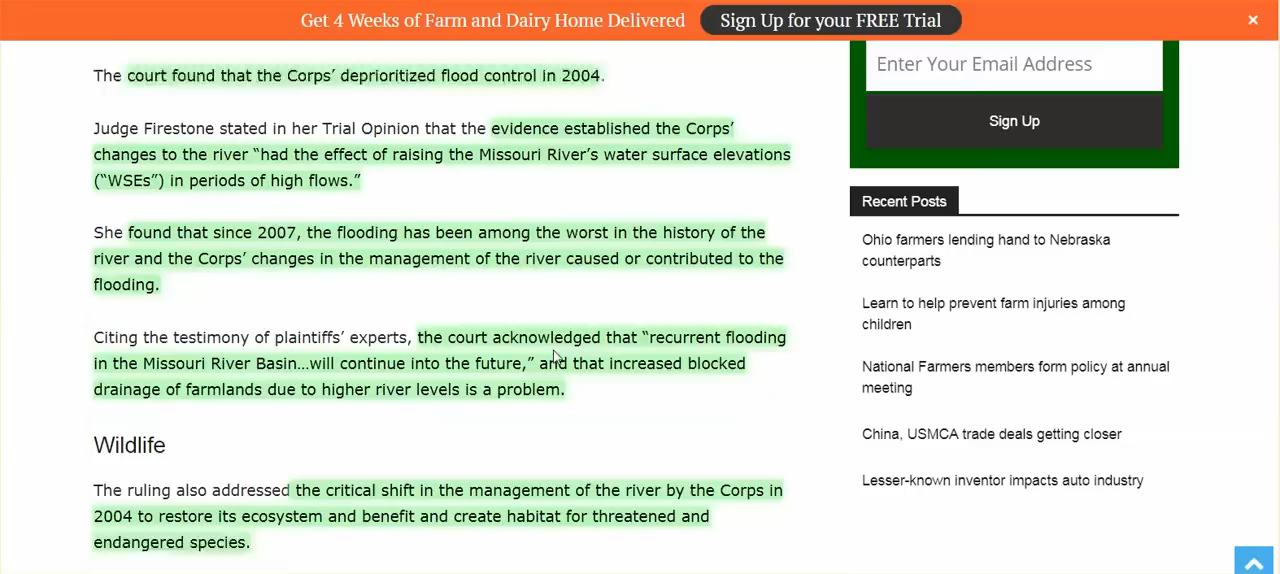 Get 4 Weeks of Farm and Dairy Home Delivered Sign Up for your FREE Trial ×
The court found that the Corps’ deprioritized flood control in 2004.
Judge Firestone stated in her Trial Opinion that the evidence established the Corps’
changes to the river “had the effect of raising the Missouri River’s water surface elevations
(“WSEs”) in periods of high flows.”
She found that since 2007, the flooding has been among the worst in the history of the
river and the Corps’ changes in the management of the river caused or contributed to the
flooding.
Citing the testimony of plaintiffs’ experts, the court acknowledged that “recurrent flooding
in the Missouri River Basin…will continue into the future,” and that increased blocked
drainage of farmlands due to higher river levels is a problem.
Wildlife
The ruling also addressed the critical shift in the management of the river by the Corps in
2004 to restore its ecosystem and benefit and create habitat for threatened and
endangered species.
Enter Your Email Address
Sign Up
Recent Posts
Ohio farmers lending hand to Nebraska
counterparts
Learn to help prevent farm injuries among
children
National Farmers members form policy at annual
meeting
China, USMCA trade deals getting closer
Lesser-known inventor impacts auto industry